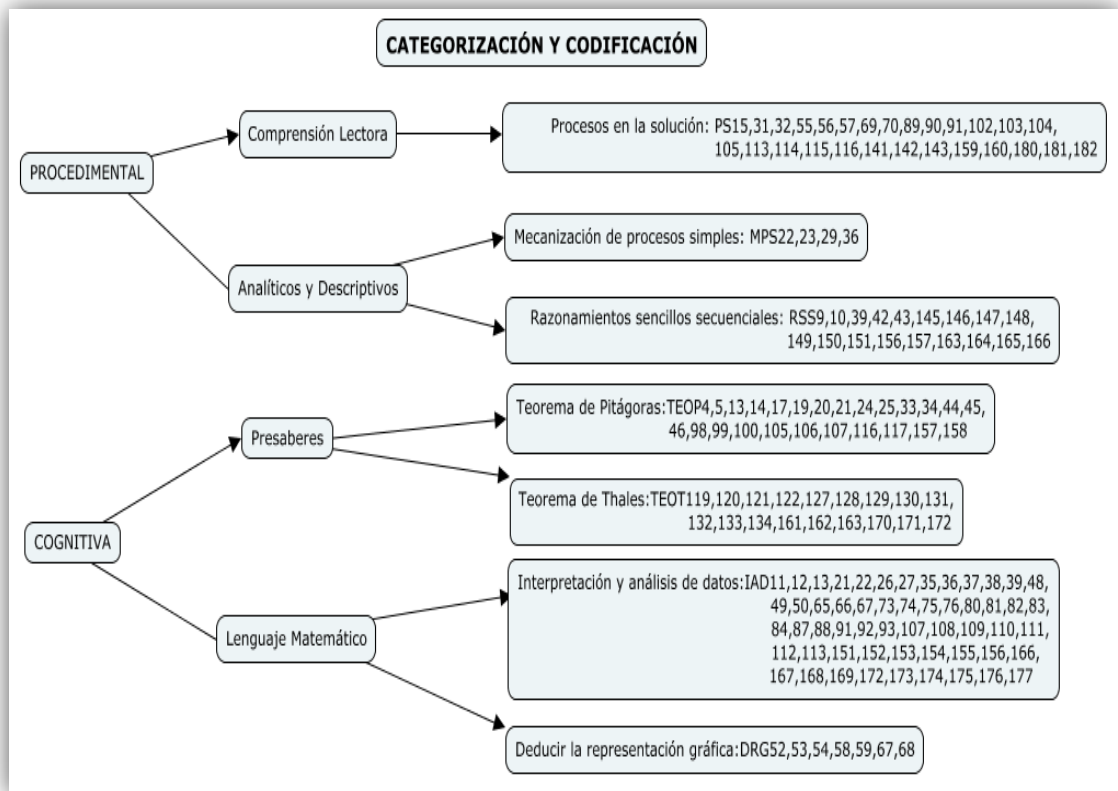 CATEGORIZACIÓN Y CODIFICACIÓN
PROCEDIMENTAL
Comprensión Lectora
Procesos en la solución: PS15,31,32,55,56,57,69,70,89,90,91,102,103,104,
105,113,114,115,116,141,142,143,159,160,180,181,182
Analíticos y Descriptivos
Mecanización de procesos simples: MPS22,23,29,36
Razonamientos sencillos secuenciales: RSS9,10,39,42,43,145,146,147,148,
149,150,151,156,157,163,164,165,166
COGNITIVA
Presaberes
Teorema de Pitágoras:TEOP4,5,13,14,17,19,20,21,24,25,33,34,44,45,
46,98,99,100,105,106,107,116,117,157,158
Teorema de Thales:TEOT119,120,121,122,127,128,129,130,131,
132,133,134,161,162,163,170,171,172
Lenguaje Matemático
Interpretación y análisis de datos:IAD11,12,13,21,22,26,27,35,36,37,38,39,48,
49,50,65,66,67,73,74,75,76,80,81,82,83,
84,87,88,91,92,93,107,108,109,110,111,
112,113,151,152,153,154,155,156,166,
167,168,169,172,173,174,175,176,177
Deducir la representación gráfica:DRG52,53,54,58,59,67,68